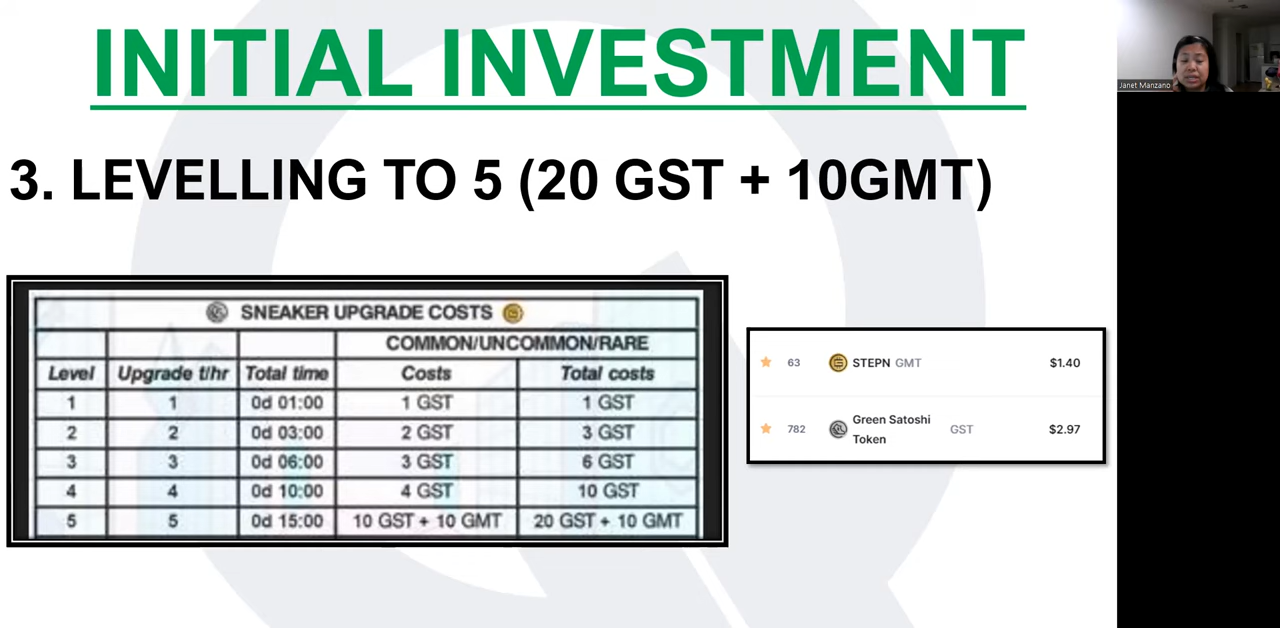 INITIAL INVESTMENT
Janet Manzano
3. LEVELLING TO 5 (20 GST + 10GMT)
SNEAKER UPGRADE COSTS
COMMON/UNCOMMON/RARE
Level Upgrade t/hr Total time Costs Total costs
1 1 0d 01:00 1 GST 1 GST
2 2 0d 03:00 2 GST 3 GST
3 3 0d 06:00 3 GST 6 GST
4 4 0d 10:00 4 GST 10 GST
5 5 0d 15:00 10 GST + 10 GMT 20 GST + 10 GMT
63 STEPN GMT $1.40
782 Green Satoshi Token GST $2.97